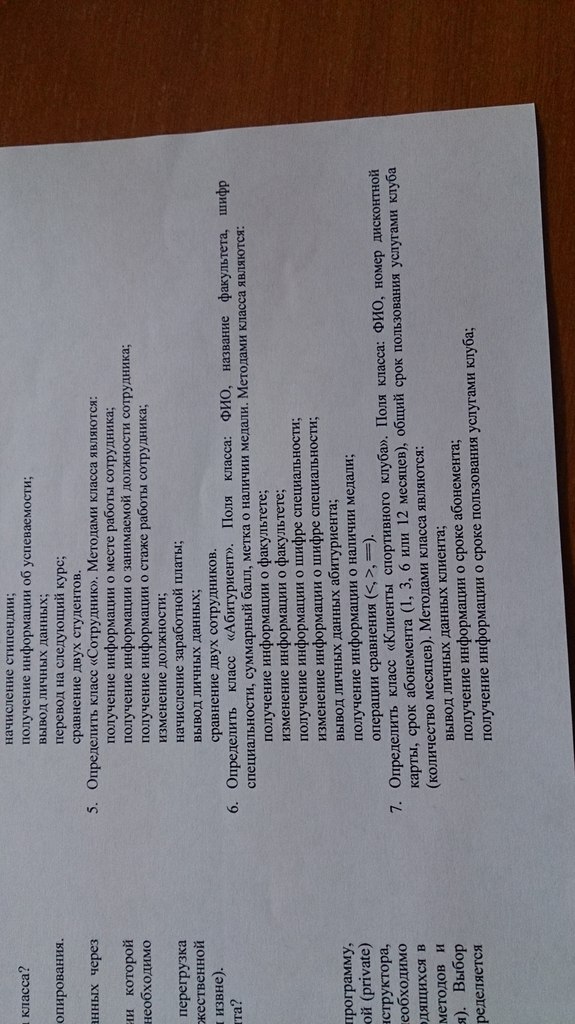 класса?
опирования.
анных через
ии которой
необходимо
перегрузка
жественной
извне).
та?
программу,
ой (private)
нструктора,
необходимо
одящихся в
методов и
я). Выбор
ределяется
начисление стипендии;
получение информации об успеваемости;
вывод личных данных;
перевод на следующий курс;
сравнение двух студентов.
5. Определить класс «Сотрудник». Методами класса являются:
получение информации о месте работы сотрудника;
получение информации о занимаемой должности сотрудника;
получение информации о стаже работы сотрудника;
изменение должности;
начисление заработной платы;
вывод личных данных;
сравнение двух сотрудников.
6. Определить класс «Абитуриент». Поля класса: ФИО, название факультета, шифр
специальности, суммарный балл, метка о наличии медали. Методами класса являются:
получение информации о факультете;
изменение информации о факультете;
получение информации о шифре специальности;
изменение информации о шифре специальности;
вывод личных данных абитуриента;
получение информации о наличии медали;
операции сравнения (<, >, ==).
7. Определить класс «Клиенты спортивного клуба». Поля класса: ФИО, номер дисконтной
карты, срок абонемента (1, 3, 6 или 12 месяцев), общий срок пользования услугами клуба
(количество месяцев). Методами класса являются:
вывод личных данных клиента;
получение информации о сроке абонемента;
получение информации о сроке пользования услугами клуба;